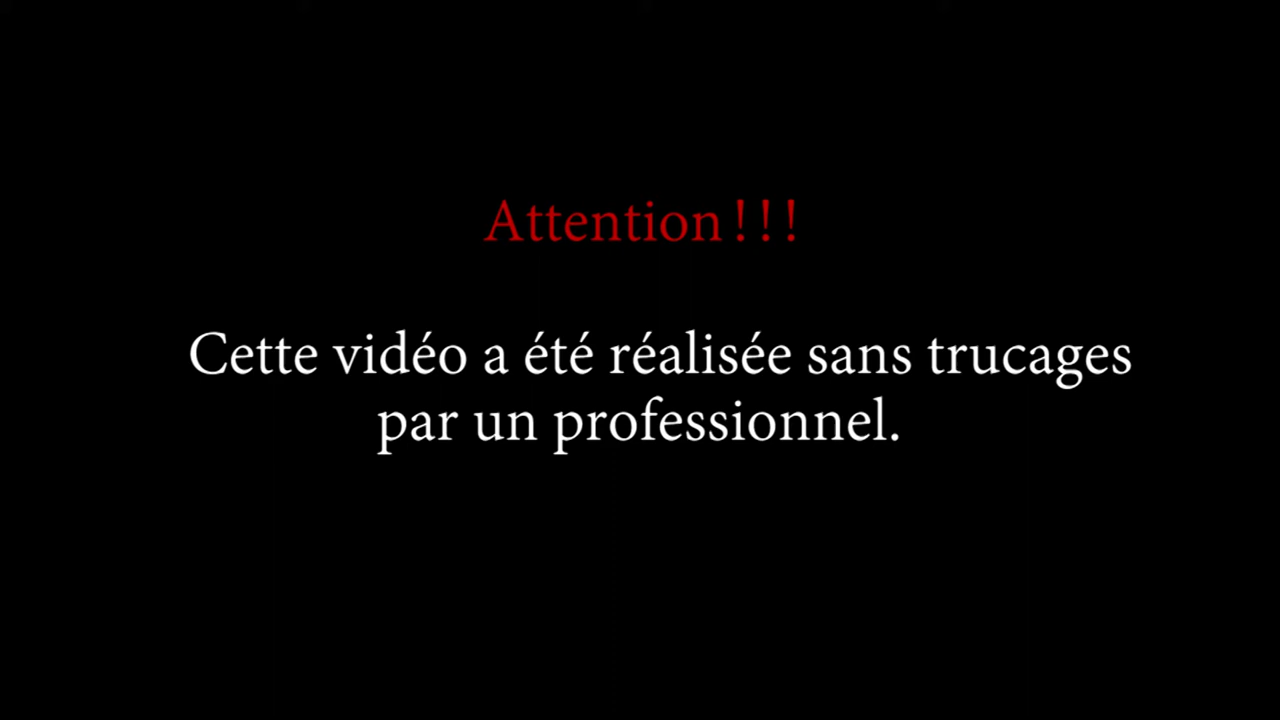 Attention !!!
Cette vidéo a été réalisée sans trucages
par un professionnel.